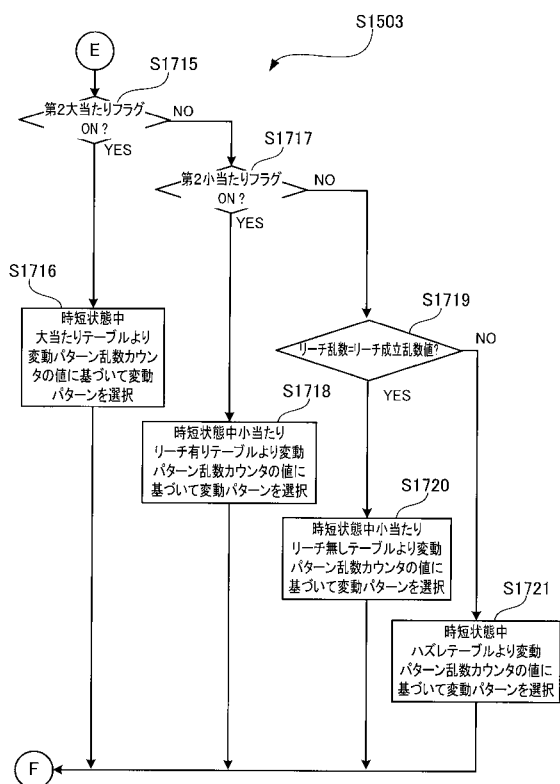 S1503
E
S1715
第2大当たりフラグ
ON?
NO
YES
S1717
第2小当たりフラグ
ON?
NO
YES
S1716
時短状態中
大当たりテーブルより
変動パターン乱数カウン
タの値に基づいて変動
パターンを選択
S1719
リーチ乱数=リーチ成立乱数値?
NO
YES
S1718
時短状態中小当たり
リーチ有りテーブルより変動
パターン乱数カウンタの値に
基づいて変動パターンを選択
S1720
時短状態中小当たり
リーチ無しテーブルより変動
パターン乱数カウンタの値に
基づいて変動パターンを選択
S1721
時短状態中
ハズレテーブルより変動
パターン乱数カウンタの値に
基づいて変動パターンを選択
F